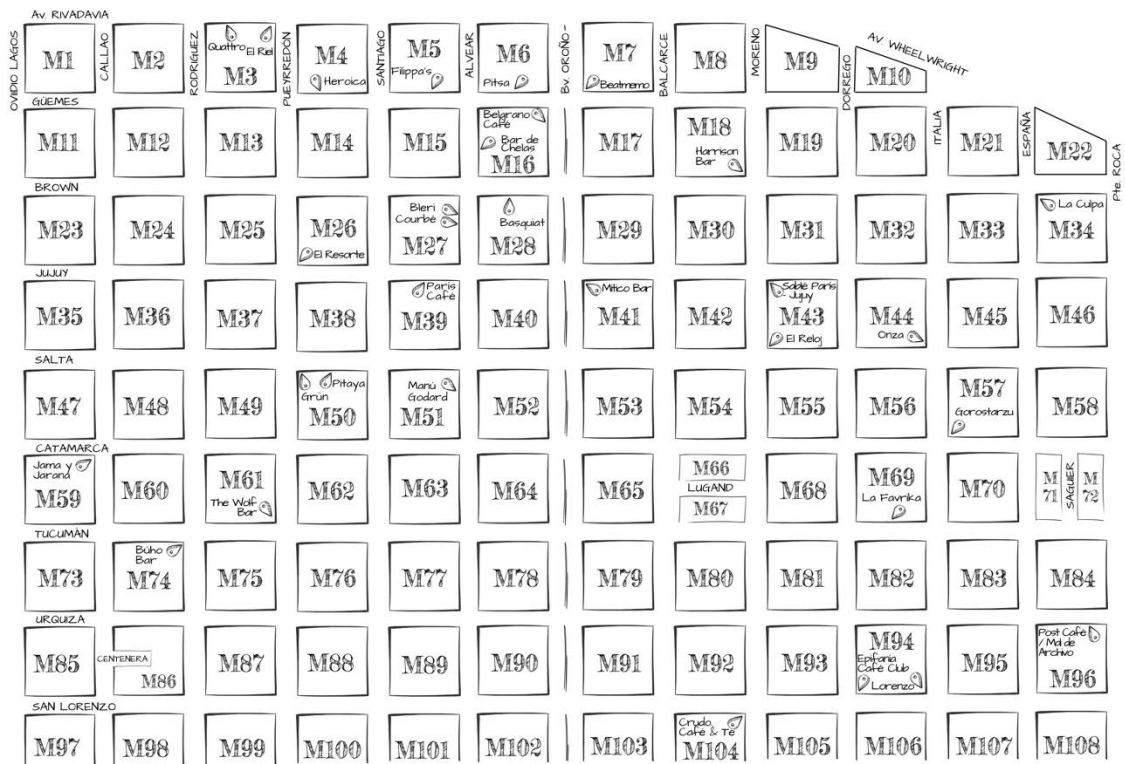 Av. RIVADAVIA
OVIDIO LAGOS
CALLAO
RODRIGUEZ
PUEYRREDÓN
SANTIAGO
ALVEAR
Bv. OROÑO -
BALCARCE
MORENO
DORREGO
AV. WHEELWRIGHT
ITALIA
ESPAÑA
Pte. ROCA
M1
M2
Quattro
El Riel
M3
M4
Heroica
M5
Filippa's
M6
Pitsa
M7
Beatmemo
M8
M9
M10
GÜEMES
M11
M12
M13
M14
M15
Belgrano
Café
Bar de
Chelas
M16
M17
M18
Harrison
Bar
M19
M20
M21
M22
BROWN
M23
M24
M25
M26
El Resorte
Bleri
Courbé
M27
Basquiat
M28
M29
M30
M31
M32
M33
La Culpa
M34
JUJUY
M35
M36
M37
M38
París
Café
M39
M40
Mítico Bar
M41
M42
Sablé París
- Jujuy
M43
El Reloj
M44
Onza
M45
M46
SALTA
M47
M48
M49
Pitaya
Grün
M50
Manú
Godard
M51
M52
M53
M54
M55
M56
M57
Gorostarzu
M58
CATAMARCA
Jama y
Jarana
M59
M60
M61
The Wolf
Bar
M62
M63
M64
M65
M66
LUGAND
M67
M68
M69
La Favrika
M70
M
71
SAGUIER
M
72
TUCUMÁN
M73
Búho
Bar
M74
M75
M76
M77
M78
M79
M80
M81
M82
M83
M84
URQUIZA
M85
CENTENERA
M86
M87
M88
M89
M90
M91
M92
M93
M94
Epifanía
Café Club
Lorenzo
M95
Post Café
/ Mal de
Archivo
M96
SAN LORENZO
M97
M98
M99
M100
M101
M102
M103
Crudo
Café & Té
M104
M105
M106
M107
M108